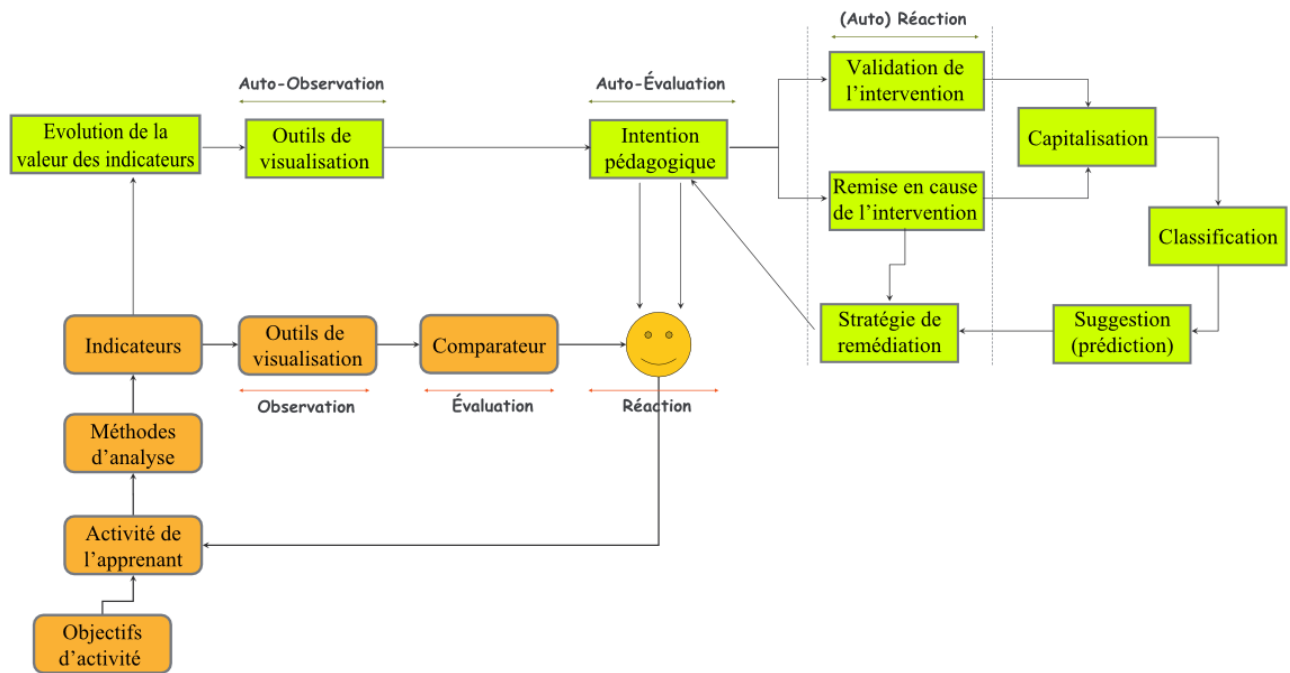 (Auto) Réaction
Validation de
l'intervention
Auto-Observation
Auto-Évaluation
Evolution de la
valeur des indicateurs
Outils de
visualisation
Intention
pédagogique
Capitalisation
Remise en cause
de l'intervention
Classification
Indicateurs
Outils de
visualisation
Comparateur
Stratégie de
remédiation
Suggestion
(prédiction)
Observation
Évaluation
Réaction
Méthodes
d'analyse
Activité de
l'apprenant
Objectifs
d'activité